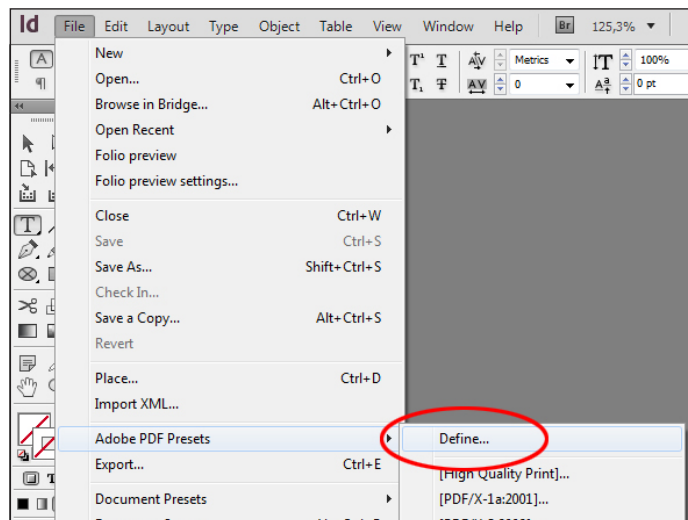 Id File Edit Layout Type Object Table View Window Help Br 125,3%
A Metrics 100%
0 0 pt
New
Open... Ctrl+O
Browse in Bridge... Alt+Ctrl+O
Open Recent
Folio preview
Folio preview settings...
Close Ctrl+W
Save Ctrl+S
Save As... Shift+Ctrl+S
Check In...
Save a Copy... Alt+Ctrl+S
Revert
Place... Ctrl+D
Import XML...
Adobe PDF Presets Define...
Export... Ctrl+E [High Quality Print]...
Document Presets [PDF/X-1a:2001]...